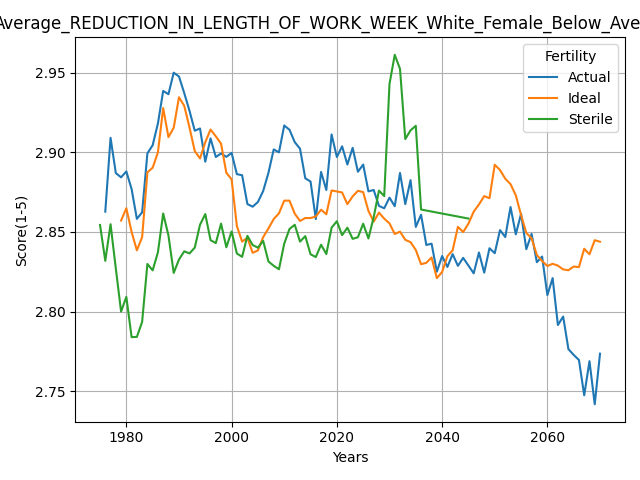 Average_REDUCTION_IN_LENGTH_OF_WORK_WEEK_White_Female_Below_Ave
Fertility
Actual
Ideal
Sterile
Score(1-5)
2.95
2.90
2.85
2.80
2.75
1980 2000 2020 2040 2060
Years